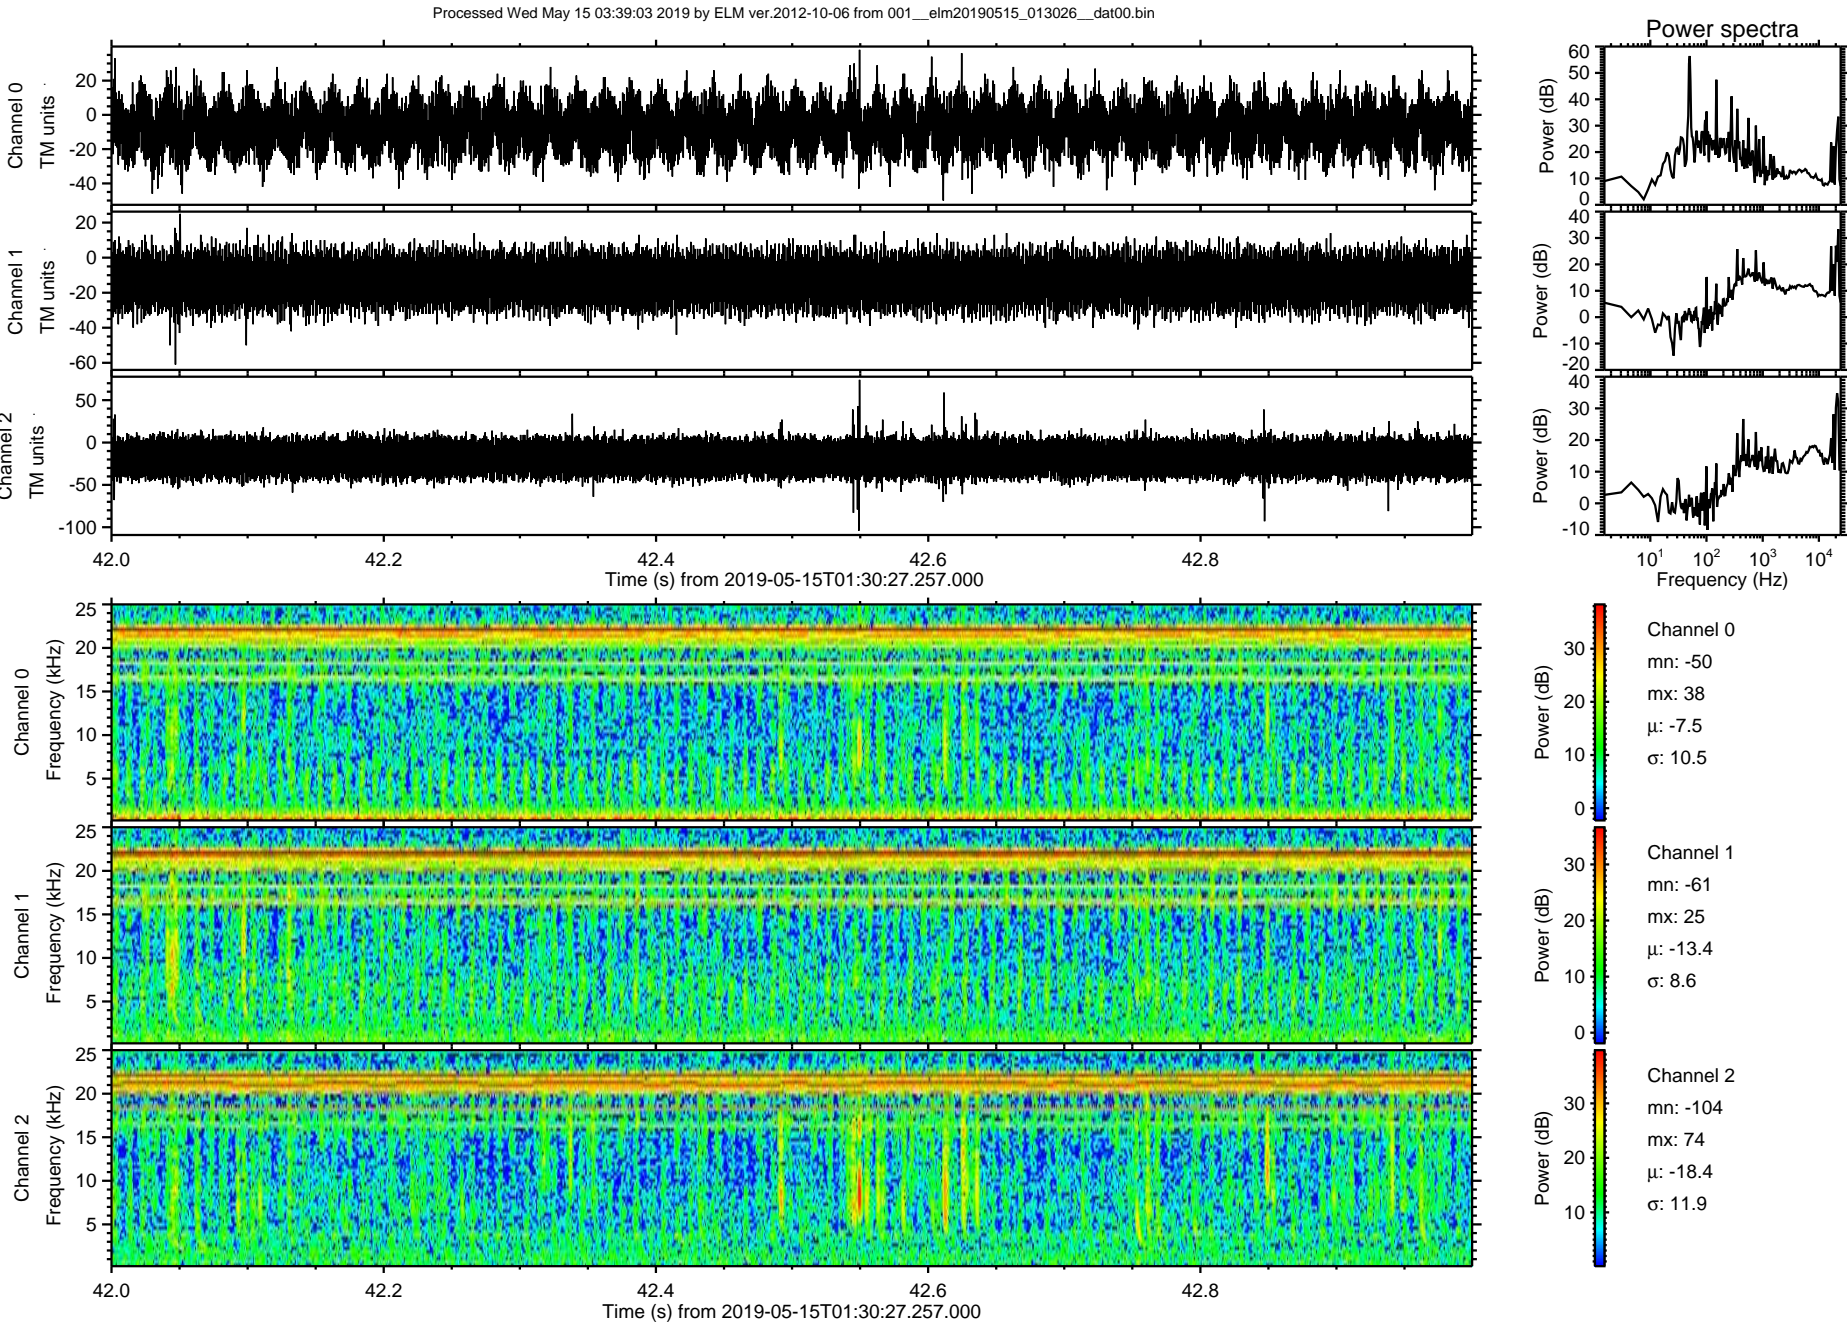 Processed Wed May 15 03:39:03 2019 by ELM ver.2012-10-06 from 001__elm20190515_013026__dat00.bin
Power spectra
Channel 0
TM units
20
0
-20
-40
Power (dB)
60
50
40
30
20
10
0
Channel 1
TM units
20
0
-20
-40
-60
Power (dB)
40
30
20
10
0
-10
-20
Channel 2
TM units
50
0
-50
-100
Power (dB)
40
30
20
10
0
-10
42.0 42.2 42.4 42.6 42.8
Time (s) from 2019-05-15T01:30:27.257.000
10¹ 10² 10³ 10⁴
Frequency (Hz)
Channel 0
Frequency (kHz)
25
20
15
10
5
Power (dB)
30
20
10
0
Channel 0
mn: -50
mx: 38
μ: -7.5
σ: 10.5
Channel 1
Frequency (kHz)
25
20
15
10
5
Power (dB)
30
20
10
0
Channel 1
mn: -61
mx: 25
μ: -13.4
σ: 8.6
Channel 2
Frequency (kHz)
25
20
15
10
5
Power (dB)
30
20
10
Channel 2
mn: -104
mx: 74
μ: -18.4
σ: 11.9
42.0 42.2 42.4 42.6 42.8
Time (s) from 2019-05-15T01:30:27.257.000